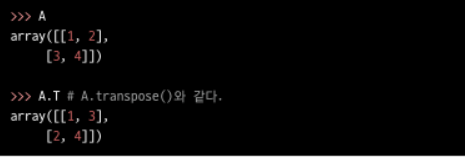 >>> A
array([[1, 2],
[3, 4]])
>>> A.T # A.transpose()와 같다.
array([[1, 3],
[2, 4]])